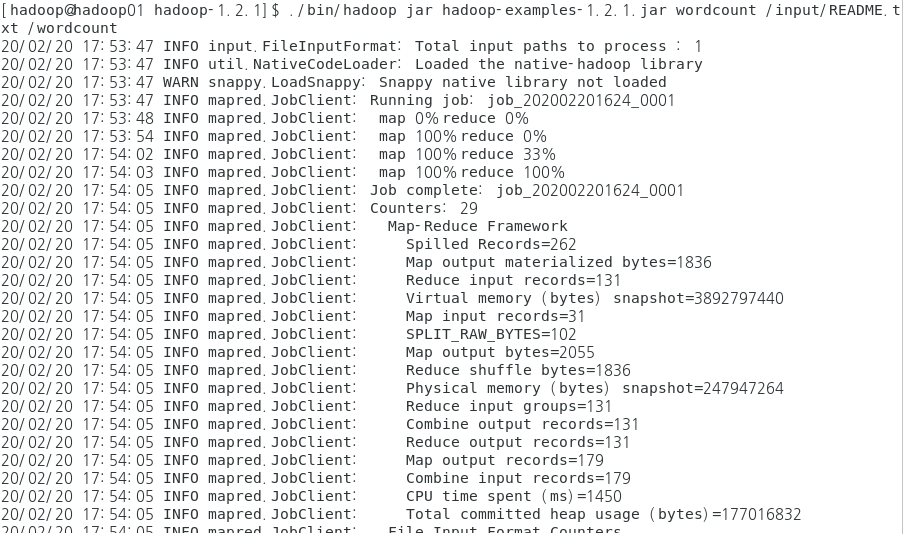 [hadoop@hadoop01 hadoop-1.2.1]$ ./bin/hadoop jar hadoop-examples-1.2.1.jar wordcount /input/README.t
xt /wordcount
20/02/20 17:53:47 INFO input.FileInputFormat: Total input paths to process : 1
20/02/20 17:53:47 INFO util.NativeCodeLoader: Loaded the native-hadoop library
20/02/20 17:53:47 WARN snappy.LoadSnappy: Snappy native library not loaded
20/02/20 17:53:47 INFO mapred.JobClient: Running job: job_202002201624_0001
20/02/20 17:53:48 INFO mapred.JobClient:  map 0% reduce 0%
20/02/20 17:53:54 INFO mapred.JobClient:  map 100% reduce 0%
20/02/20 17:54:02 INFO mapred.JobClient:  map 100% reduce 33%
20/02/20 17:54:03 INFO mapred.JobClient:  map 100% reduce 100%
20/02/20 17:54:05 INFO mapred.JobClient: Job complete: job_202002201624_0001
20/02/20 17:54:05 INFO mapred.JobClient: Counters: 29
20/02/20 17:54:05 INFO mapred.JobClient:   Map-Reduce Framework
20/02/20 17:54:05 INFO mapred.JobClient:     Spilled Records=262
20/02/20 17:54:05 INFO mapred.JobClient:     Map output materialized bytes=1836
20/02/20 17:54:05 INFO mapred.JobClient:     Reduce input records=131
20/02/20 17:54:05 INFO mapred.JobClient:     Virtual memory (bytes) snapshot=3892797440
20/02/20 17:54:05 INFO mapred.JobClient:     Map input records=31
20/02/20 17:54:05 INFO mapred.JobClient:     SPLIT_RAW_BYTES=102
20/02/20 17:54:05 INFO mapred.JobClient:     Map output bytes=2055
20/02/20 17:54:05 INFO mapred.JobClient:     Reduce shuffle bytes=1836
20/02/20 17:54:05 INFO mapred.JobClient:     Physical memory (bytes) snapshot=247947264
20/02/20 17:54:05 INFO mapred.JobClient:     Reduce input groups=131
20/02/20 17:54:05 INFO mapred.JobClient:     Combine output records=131
20/02/20 17:54:05 INFO mapred.JobClient:     Reduce output records=131
20/02/20 17:54:05 INFO mapred.JobClient:     Map output records=179
20/02/20 17:54:05 INFO mapred.JobClient:     Combine input records=179
20/02/20 17:54:05 INFO mapred.JobClient:     CPU time spent (ms)=1450
20/02/20 17:54:05 INFO mapred.JobClient:     Total committed heap usage (bytes)=177016832
20/02/20 17:54:05 INFO mapred.JobClient:   File Input Format Counters